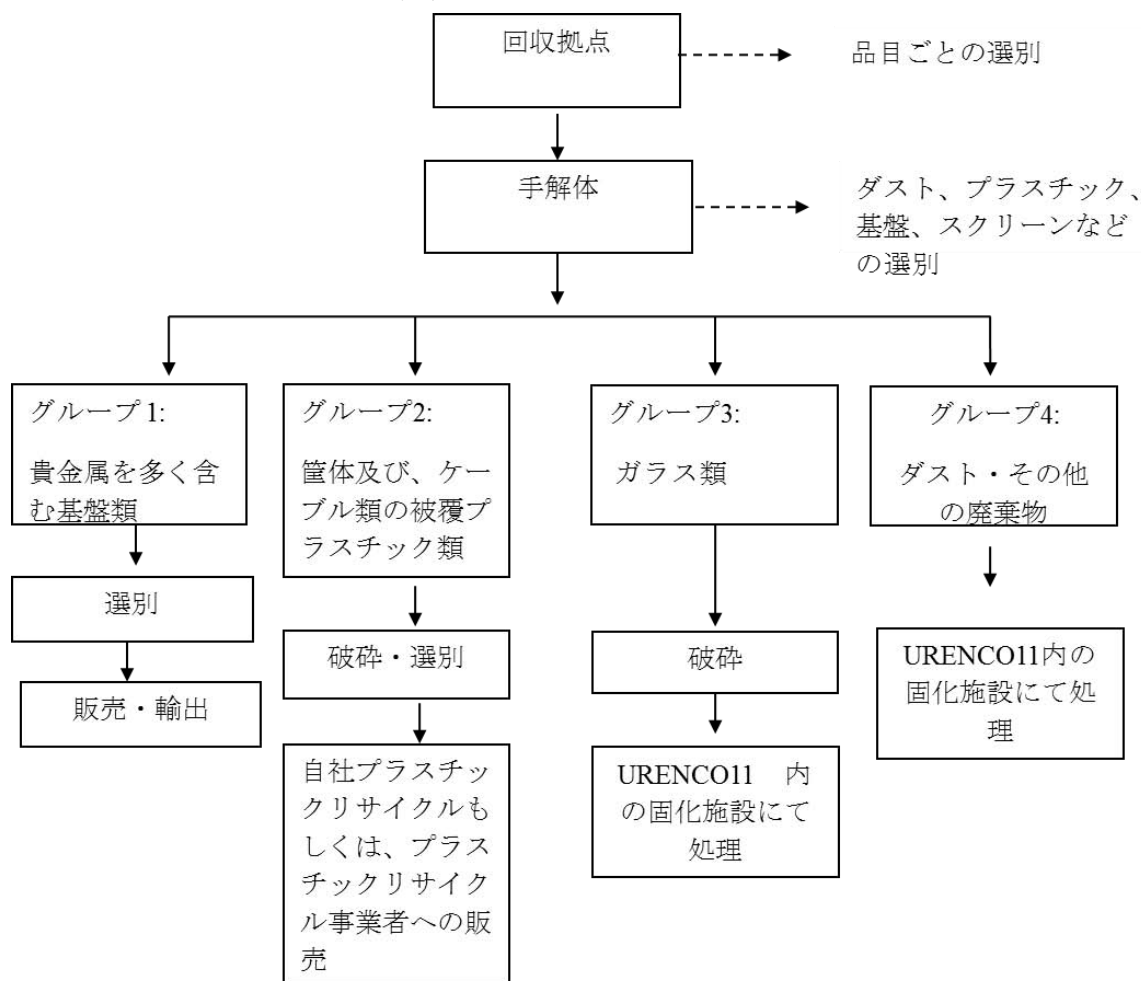 回収拠点
品目ごとの選別
手解体
ダスト、プラスチック、
基盤、スクリーンなど
の選別
グループ1:
貴金属を多く含
む基盤類
選別
販売・輸出
グループ2:
筐体及び、ケー
ブル類の被覆プ
ラスチック類
破砕・選別
自社プラスチッ
クリサイクルも
しくは、プラス
チックリサイク
ル事業者への販
売
グループ3:
ガラス類
破砕
URENCO11 内
の固化施設にて
処理
グループ4:
ダスト・その他
の廃棄物
URENCO11内の
固化施設にて処
理